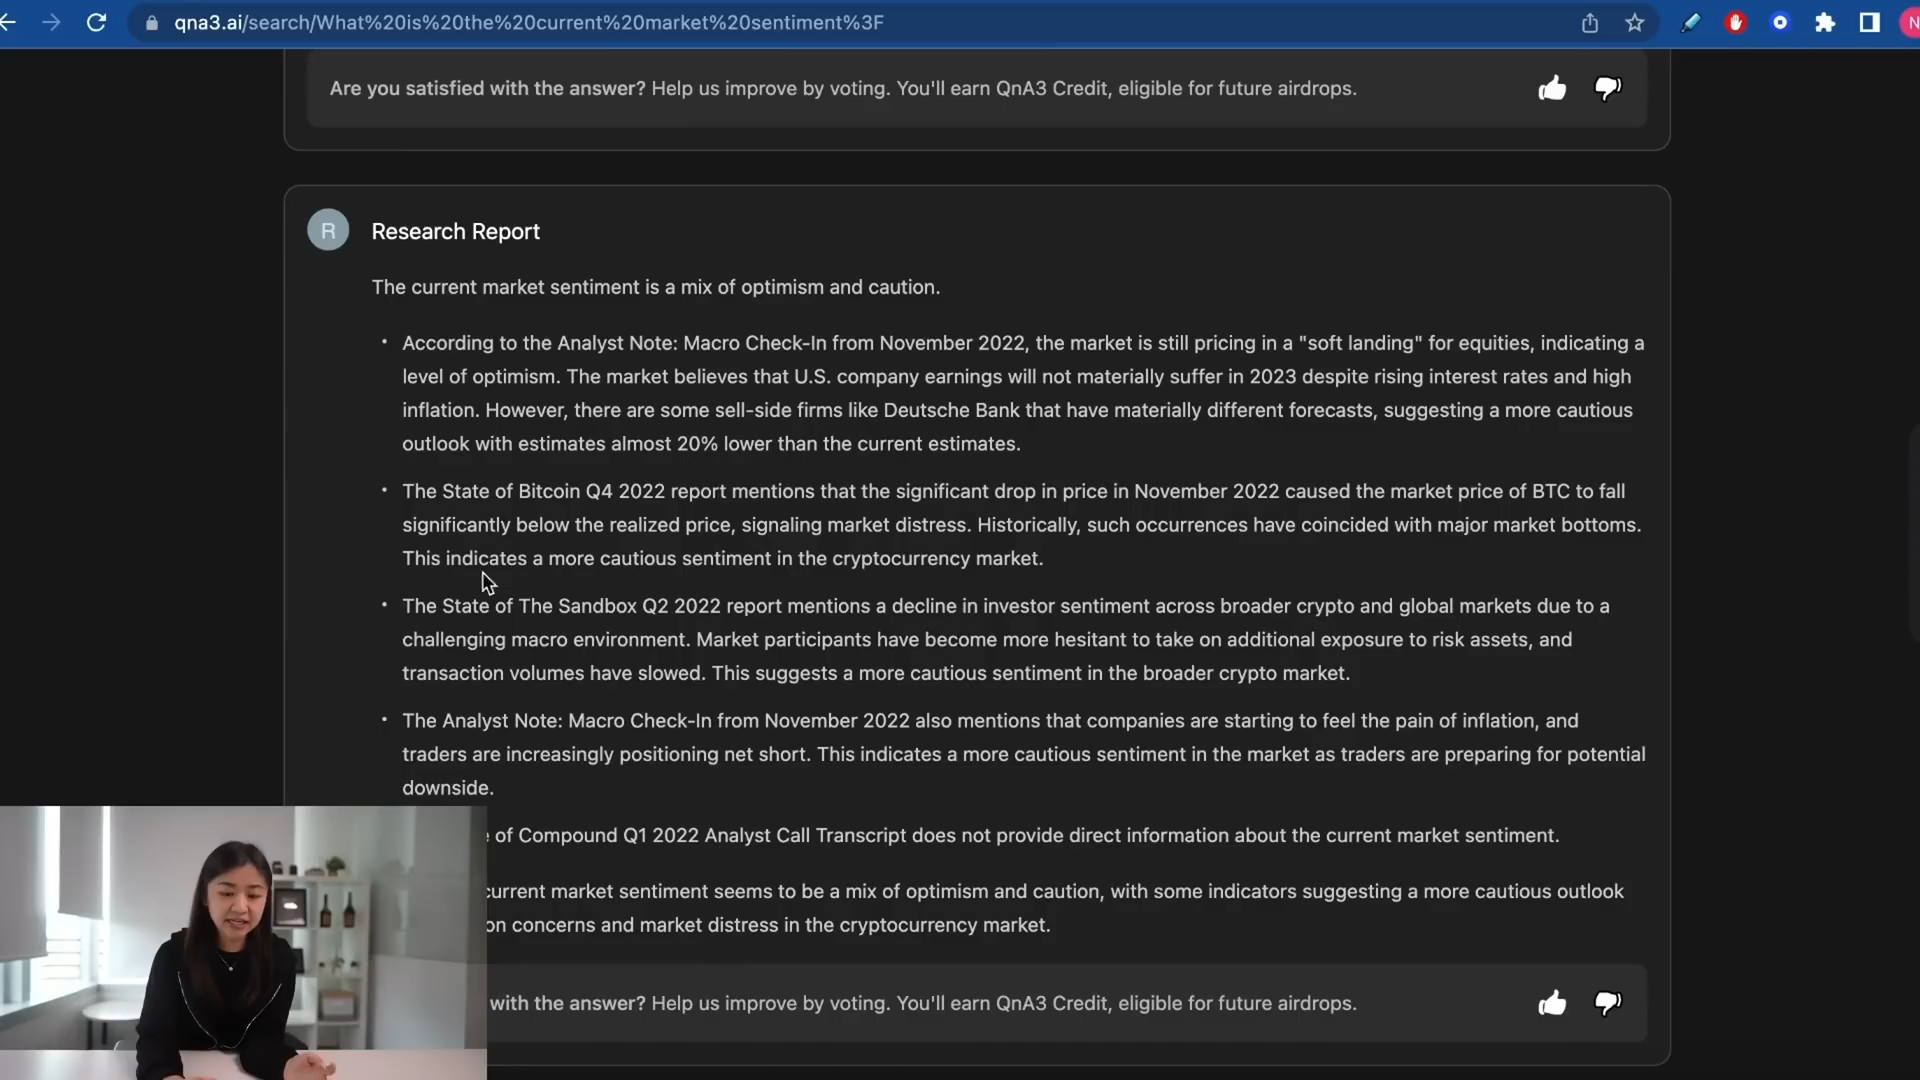 qna3.ai/search/What%20is%20the%20current%20market%20sentiment%3F
N
Are you satisfied with the answer? Help us improve by voting. You'll earn QnA3 Credit, eligible for future airdrops.
R
Research Report
The current market sentiment is a mix of optimism and caution.
• According to the Analyst Note: Macro Check-In from November 2022, the market is still pricing in a "soft landing" for equities, indicating a
level of optimism. The market believes that U.S. company earnings will not materially suffer in 2023 despite rising interest rates and high
inflation. However, there are some sell-side firms like Deutsche Bank that have materially different forecasts, suggesting a more cautious
outlook with estimates almost 20% lower than the current estimates.
• The State of Bitcoin Q4 2022 report mentions that the significant drop in price in November 2022 caused the market price of BTC to fall
significantly below the realized price, signaling market distress. Historically, such occurrences have coincided with major market bottoms.
This indicates a more cautious sentiment in the cryptocurrency market.
• The State of The Sandbox Q2 2022 report mentions a decline in investor sentiment across broader crypto and global markets due to a
challenging macro environment. Market participants have become more hesitant to take on additional exposure to risk assets, and
transaction volumes have slowed. This suggests a more cautious sentiment in the broader crypto market.
• The Analyst Note: Macro Check-In from November 2022 also mentions that companies are starting to feel the pain of inflation, and
traders are increasingly positioning net short. This indicates a more cautious sentiment in the market as traders are preparing for potential
downside.
of Compound Q1 2022 Analyst Call Transcript does not provide direct information about the current market sentiment.
current market sentiment seems to be a mix of optimism and caution, with some indicators suggesting a more cautious outlook
on concerns and market distress in the cryptocurrency market.
with the answer? Help us improve by voting. You'll earn QnA3 Credit, eligible for future airdrops.